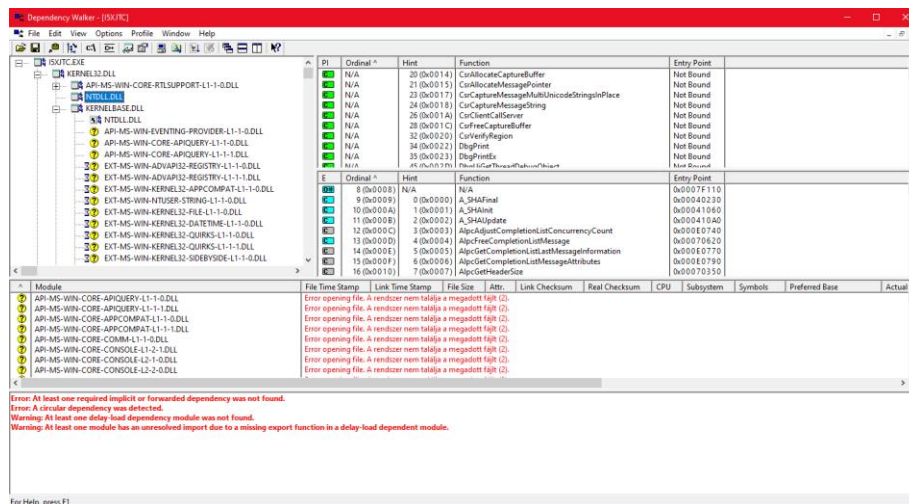 Dependency Walker - [ISXJTC]
File Edit View Options Profile Window Help
ISXJTC.EXE
KERNEL32.DLL
API-MS-WIN-CORE-RTLSUPPORT-L1-1-0.DLL
NTDLL.DLL
KERNELBASE.DLL
NTDLL.DLL
API-MS-WIN-EVENTING-PROVIDER-L1-1-0.DLL
API-MS-WIN-CORE-APIQUERY-L1-1-0.DLL
API-MS-WIN-CORE-APIQUERY-L1-1-1.DLL
EXT-MS-WIN-ADVAPI32-REGISTRY-L1-1-0.DLL
EXT-MS-WIN-ADVAPI32-REGISTRY-L1-1-1.DLL
EXT-MS-WIN-KERNEL32-APPCOMPAT-L1-1-0.DLL
EXT-MS-WIN-NTUSER-STRING-L1-1-0.DLL
EXT-MS-WIN-KERNEL32-FILE-L1-1-0.DLL
EXT-MS-WIN-KERNEL32-DATETIME-L1-1-0.DLL
EXT-MS-WIN-KERNEL32-QUIRKS-L1-1-0.DLL
EXT-MS-WIN-KERNEL32-QUIRKS-L1-1-1.DLL
EXT-MS-WIN-KERNEL32-SIDEBYSIDE-L1-1-0.DLL
PI Ordinal ^ Hint Function Entry Point
N/A 20 (0x0014) CsrAllocateCaptureBuffer Not Bound
N/A 21 (0x0015) CsrAllocateMessagePointer Not Bound
N/A 23 (0x0017) CsrCaptureMessageMultiUnicodeStringsInPlace Not Bound
N/A 24 (0x0018) CsrCaptureMessageString Not Bound
N/A 26 (0x001A) CsrClientCallServer Not Bound
N/A 28 (0x001C) CsrFreeCaptureBuffer Not Bound
N/A 32 (0x0020) CsrVerifyRegion Not Bound
N/A 34 (0x0022) DbgPrint Not Bound
N/A 35 (0x0023) DbgPrintEx Not Bound
N/A 45 (0x002D) DbgUiGetThreadDebugObject Not Bound
E Ordinal ^ Hint Function Entry Point
8 (0x0008) N/A N/A 0x0007F110
9 (0x0009) 0 (0x0000) A_SHAFinal 0x00040230
10 (0x000A) 1 (0x0001) A_SHAInit 0x00041060
11 (0x000B) 2 (0x0002) A_SHAUpdate 0x000410A0
12 (0x000C) 3 (0x0003) AlpcAdjustCompletionListConcurrencyCount 0x000E0740
13 (0x000D) 4 (0x0004) AlpcFreeCompletionListMessage 0x00070620
14 (0x000E) 5 (0x0005) AlpcGetCompletionListLastMessageInformation 0x000E0770
15 (0x000F) 6 (0x0006) AlpcGetCompletionListMessageAttributes 0x000E0790
16 (0x0010) 7 (0x0007) AlpcGetHeaderSize 0x00070350
^ Module File Time Stamp Link Time Stamp File Size Attr. Link Checksum Real Checksum CPU Subsystem Symbols Preferred Base Actual
API-MS-WIN-CORE-APIQUERY-L1-1-0.DLL Error opening file. A rendszer nem találja a megadott fájlt (2).
API-MS-WIN-CORE-APIQUERY-L1-1-1.DLL Error opening file. A rendszer nem találja a megadott fájlt (2).
API-MS-WIN-CORE-APPCOMPAT-L1-1-0.DLL Error opening file. A rendszer nem találja a megadott fájlt (2).
API-MS-WIN-CORE-APPCOMPAT-L1-1-1.DLL Error opening file. A rendszer nem találja a megadott fájlt (2).
API-MS-WIN-CORE-COMM-L1-1-0.DLL Error opening file. A rendszer nem találja a megadott fájlt (2).
API-MS-WIN-CORE-CONSOLE-L1-2-1.DLL Error opening file. A rendszer nem találja a megadott fájlt (2).
API-MS-WIN-CORE-CONSOLE-L2-1-0.DLL Error opening file. A rendszer nem találja a megadott fájlt (2).
API-MS-WIN-CORE-CONSOLE-L2-2-0.DLL Error opening file. A rendszer nem találja a megadott fájlt (2).
Error: At least one required implicit or forwarded dependency was not found.
Error: A circular dependency was detected.
Warning: At least one delay-load dependency module was not found.
Warning: At least one module has an unresolved import due to a missing export function in a delay-load dependent module.
For Help, press F1